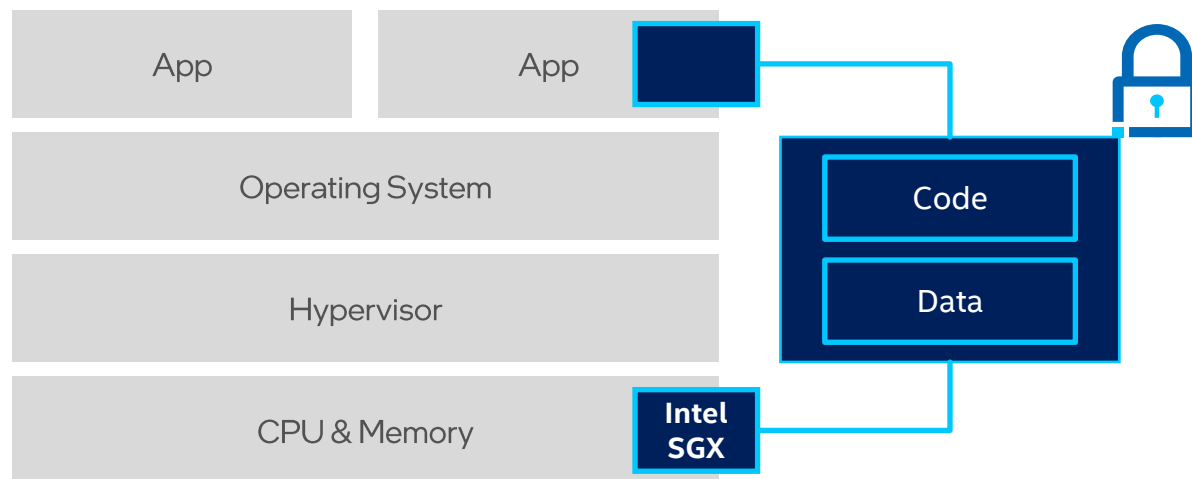 App
App
Operating System
Code
Data
Hypervisor
CPU & Memory
Intel
SGX